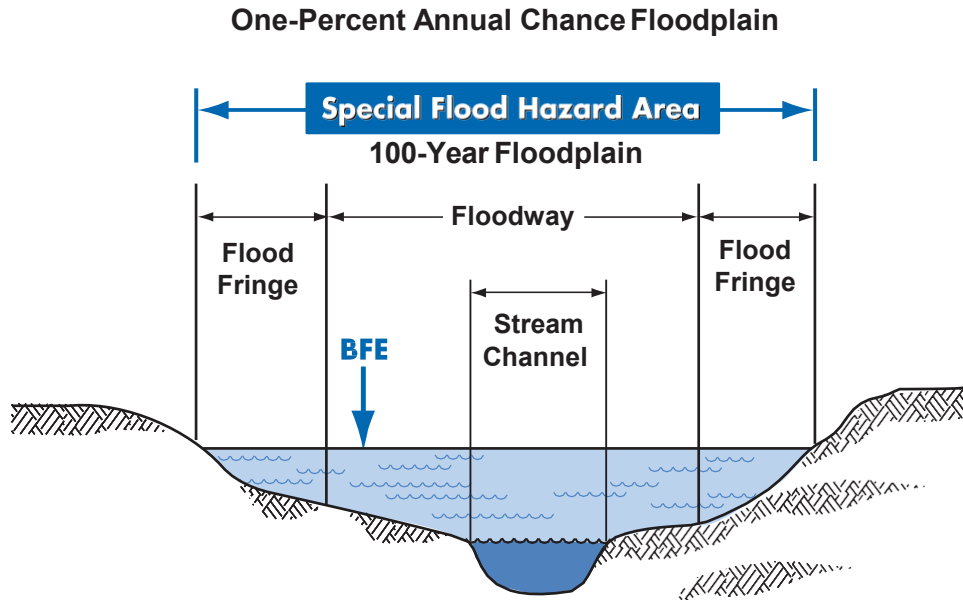 One-Percent Annual Chance Floodplain
Special Flood Hazard Area
100-Year Floodplain
Floodway
Flood
Fringe
Flood
Fringe
Stream
Channel
BFE